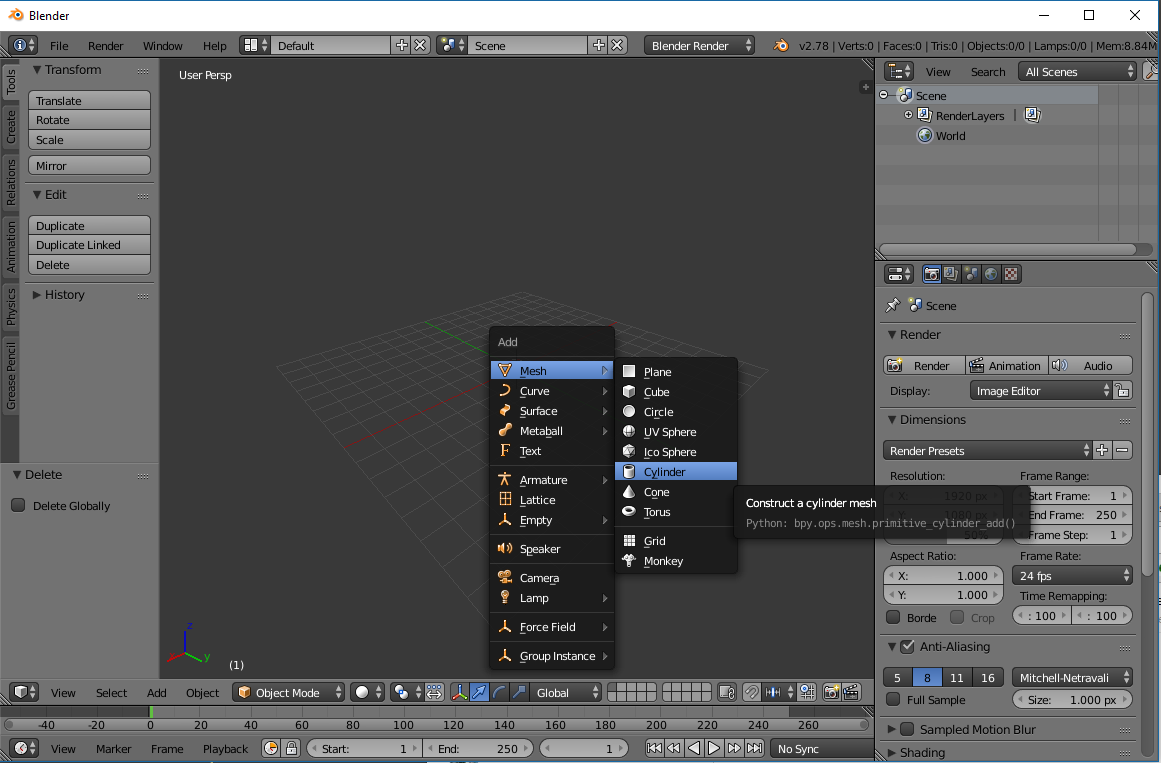 Blender
File Render Window Help Default Scene Blender Render v2.78 | Verts:0 | Faces:0 | Tris:0 | Objects:0/0 | Lamps:0/0 | Mem:8.84M
Tools
Create
Relations
Animation
Physics
Grease Pencil
Transform
Translate
Rotate
Scale
Mirror
Edit
Duplicate
Duplicate Linked
Delete
History
Delete
Delete Globally
User Persp
Add
Mesh
Curve
Surface
Metaball
Text
Armature
Lattice
Empty
Speaker
Camera
Lamp
Force Field
Group Instance
Plane
Cube
Circle
UV Sphere
Ico Sphere
Cylinder
Cone
Torus
Grid
Monkey
Construct a cylinder mesh
Python: bpy.ops.mesh.primitive_cylinder_add()
z
x y
(1)
View Select Add Object Object Mode Global
-40 -20 0 20 40 60 80 100 120 140 160 180 200 220 240 260
View Marker Frame Playback Start: 1 End: 250 1 No Sync
View Search All Scenes
Scene
RenderLayers |
World
Scene
Render
Render Animation Audio
Display: Image Editor
Dimensions
Render Presets
Resolution: Frame Range:
X: 1920 px Start Frame: 1
Y: 1080 px End Frame: 250
50% Frame Step: 1
Aspect Ratio: Frame Rate:
X: 1.000 24 fps
Y: 1.000 Time Remapping:
Borde Crop : 100 : 100
Anti-Aliasing
5 8 11 16 Mitchell-Netravali
Full Sample Size: 1.000 px
Sampled Motion Blur
Shading